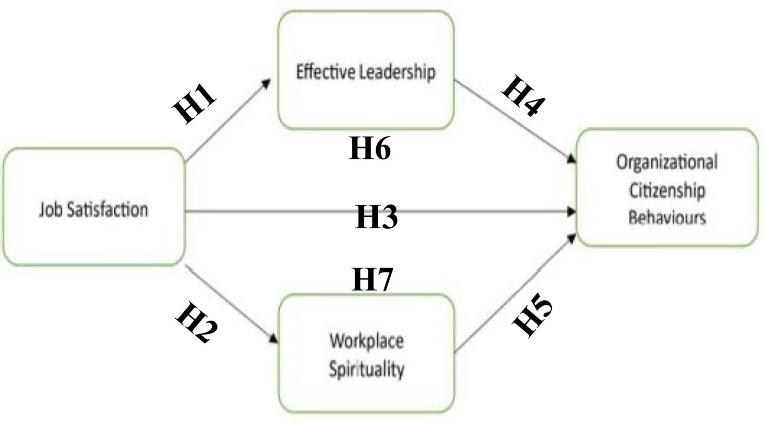 Effective Leadership
H1
H4
H6
Organizational
Citizenship
Behaviours
Job Satisfaction
H3
H7
H2
H5
Workplace
Spirituality